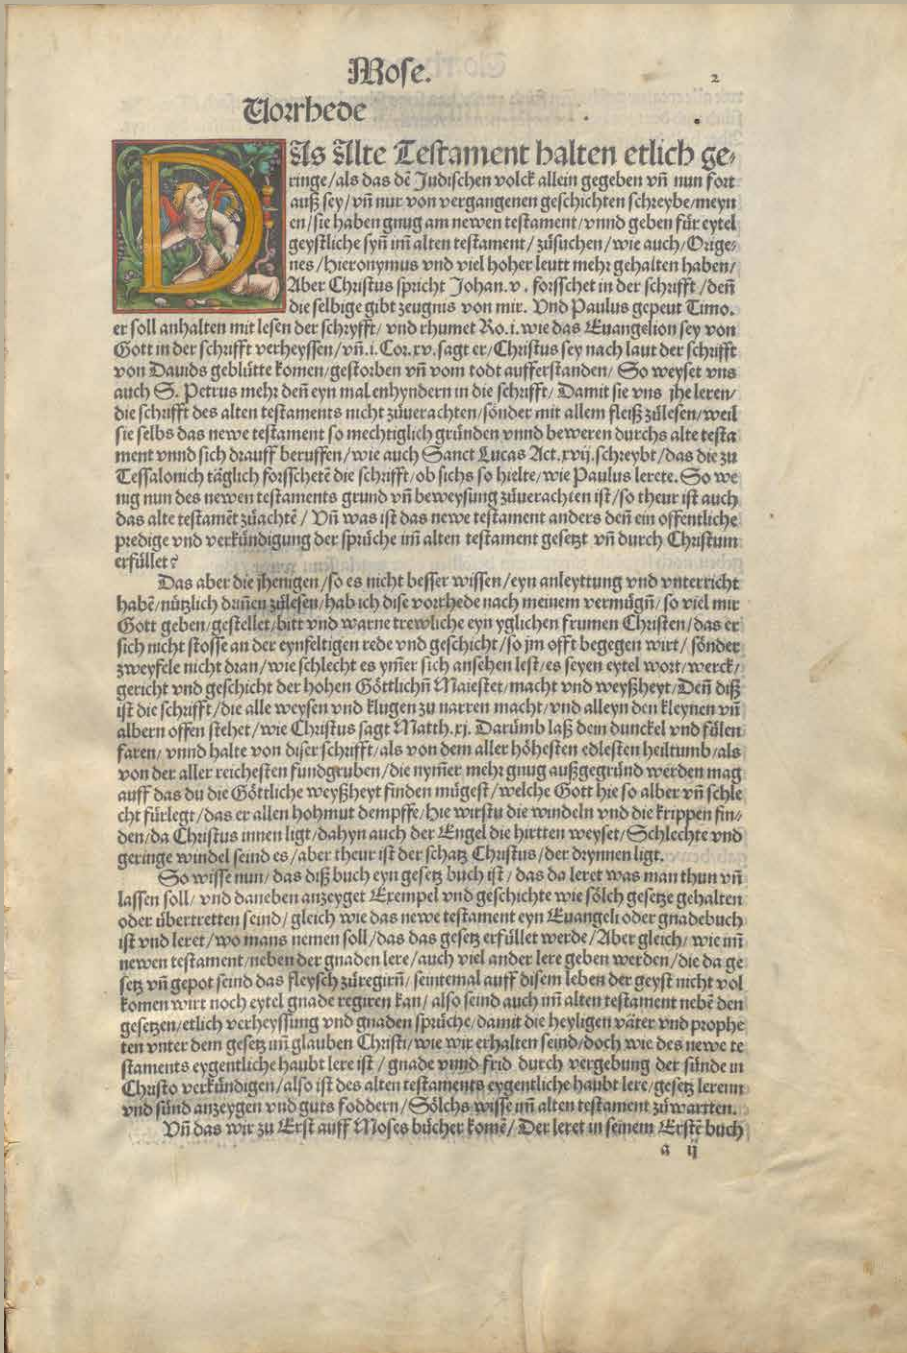 Mose.
2
Vorrhede
DAs Alte Testament halten etlich ge-
ringe/als das dẽ Judischen volck allein gegeben vñ nun fort
auß sey/vñ nur von vergangenen geschichten schreybe/meyn
en/sie haben gnug am newen testament/vnnd geben für eytel
geystliche syñ im̃ alten testament/zůsuchen/wie auch/Orige-
nes/Hieronymus vnd viel hoher leutt mehr gehalten haben/
Aber Christus spricht Johan.v. forsschet in der schrifft/deñ
die selbige gibt zeugnis von mir. Vnd Paulus gepeut Timo.
er soll anhalten mit lesen der schryfft/vnd rhumet Ro.i.wie das Euangelion sey von
Gott in der schrifft verheyssen/vñ.i.Cor.xv.sagt er/Christus sey nach laut der schrifft
von Dauids geblütte komen/gestorben vñ vom todt aufferstanden/So weyset vns
auch S. Petrus mehr deñ eyn mal enhyndern in die schrifft/Damit sie vns jhe leren/
die schrifft des alten testaments nicht zůuerachten/sönder mit allem fleiß zůlesen/weil
sie selbs das newe testament so mechtiglich gründen vnnd beweren durchs alte testa
ment vnnd sich drauff beruffen/wie auch Sanct Lucas Act.xvij.schreybt/das die zu
Tessalonich täglich forsschetẽ die schrifft/ob sichs so hielte/wie Paulus lerete. So we
nig nun des newen testaments grund vñ beweysung zůuerachten ist/so theur ist auch
das alte testamẽt zůachtẽ/Vñ was ist das newe testament anders deñ ein offentliche
predige vnd verkündigung der sprüche im̃ alten testament gesetzt vñ durch Christum
erfüllet?
Das aber die jhenigen/so es nicht besser wissen/eyn anleyttung vnd vnterricht
habẽ/nützlich driñen zůlesen/hab ich dise vorrhede nach meinem vermügñ/so viel mir
Gott geben/gestellet/bitt vnd warne trewliche eyn yglichen frumen Christen/das er
sich nicht stosse an der eynfeltigen rede vnd geschicht/so jm offt begegen wirt/sönder
zweyfele nicht dran/wie schlecht es ym̃er sich ansehen lest/es seyen eytel wort/werck/
gericht vnd geschicht der hohen Göttlichñ Maiestet/macht vnd weyßheyt/Deñ diß
ist die schrifft/die alle weysen vnd klugen zu narren macht/vnd alleyn den kleynen vñ
albern offen stehet/wie Christus sagt Matth.xj. Darümb laß dein dunckel vnd fülen
faren/vnnd halte von diser schrifft/als von dem aller höhesten edlesten heiltumb/als
von der aller reichesten fundgruben/die nym̃er mehr gnug außgegründ werden mag
auff das du die Göttliche weyßheyt finden mügest/welche Gott hie so alber vñ schle
cht fürlegt/das er allen hohmut dempffe/Hie wirstu die windeln vnd die krippen fin-
den/da Christus innen ligt/dahyn auch der Engel die hirtten weyset/Schlechte vnd
geringe windel seind es/aber theur ist der schatz Christus/der drynnen ligt.
So wisse nun/das diß buch eyn gesetz buch ist/das da leret was man thun vñ
lassen soll/vnd daneben anzeyget Exempel vnd geschichte wie sölch gesetze gehalten
oder übertretten seind/gleich wie das newe testament eyn Euangeli oder gnadebuch
ist vnd leret/wo mans nemen soll/das das gesetz erfüllet werde/Aber gleich/wie im̃
newen testament/neben der gnaden lere/auch viel ander lere geben werden/die da ge
setz vñ gepot seind das fleysch zůregirñ/seintemal auff disem leben der geyst nicht vol
komen wirt noch eytel gnade regiren kan/also seind auch im̃ alten testament nebẽ den
gesetzen/etlich verheyssung vnd gnaden sprüche/damit die heyligen väter vnd prophe
ten vnter dem gesetz im̃ glauben Christi/wie wir erhalten seind/doch wie des newe te
staments eygentliche haubt lere ist/gnade vnnd frid durch vergebung der sünde in
Christo verkündigen/also ist des alten testaments eygentliche haubt lere/gesetz lerenn
vnd sünd anzeygen vnd guts foddern/Sölchs wisse im̃ alten testament zůwartten.
Vñ das wir zu Erst auff Moses bücher komẽ/Der leret in seinem Erstẽ buch
a ij